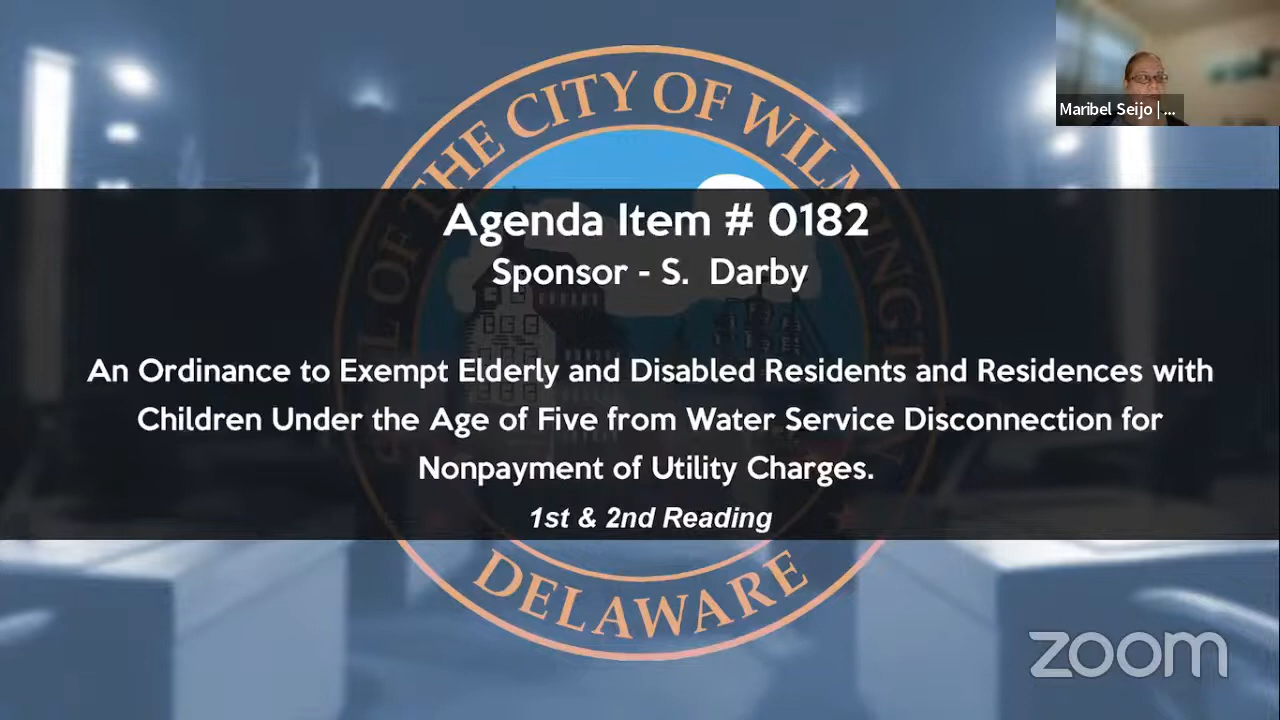 Maribel Seijo | ...
OF THE CITY OF WILMINGTON
Agenda Item # 0182
Sponsor - S. Darby
An Ordinance to Exempt Elderly and Disabled Residents and Residences with
Children Under the Age of Five from Water Service Disconnection for
Nonpayment of Utility Charges.
1st & 2nd Reading
DELAWARE
zoom